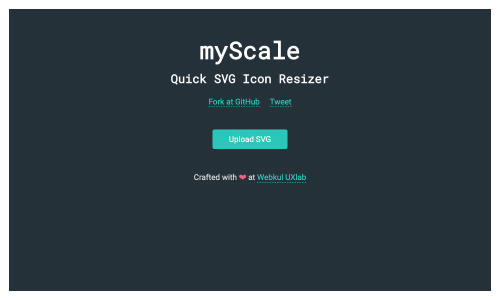 myScale
Quick SVG Icon Resizer
Fork at GitHub Tweet
Upload SVG
Crafted with ❤ at Webkul UXlab